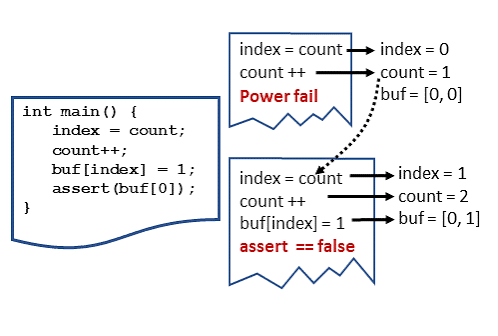 int main() {
index = count;
count++;
buf[index] = 1;
assert(buf[0]);
}
index = count
count ++
Power fail
index = 0
count = 1
buf = [0, 0]
index = count
count ++
buf[index] = 1
assert == false
index = 1
count = 2
buf = [0, 1]